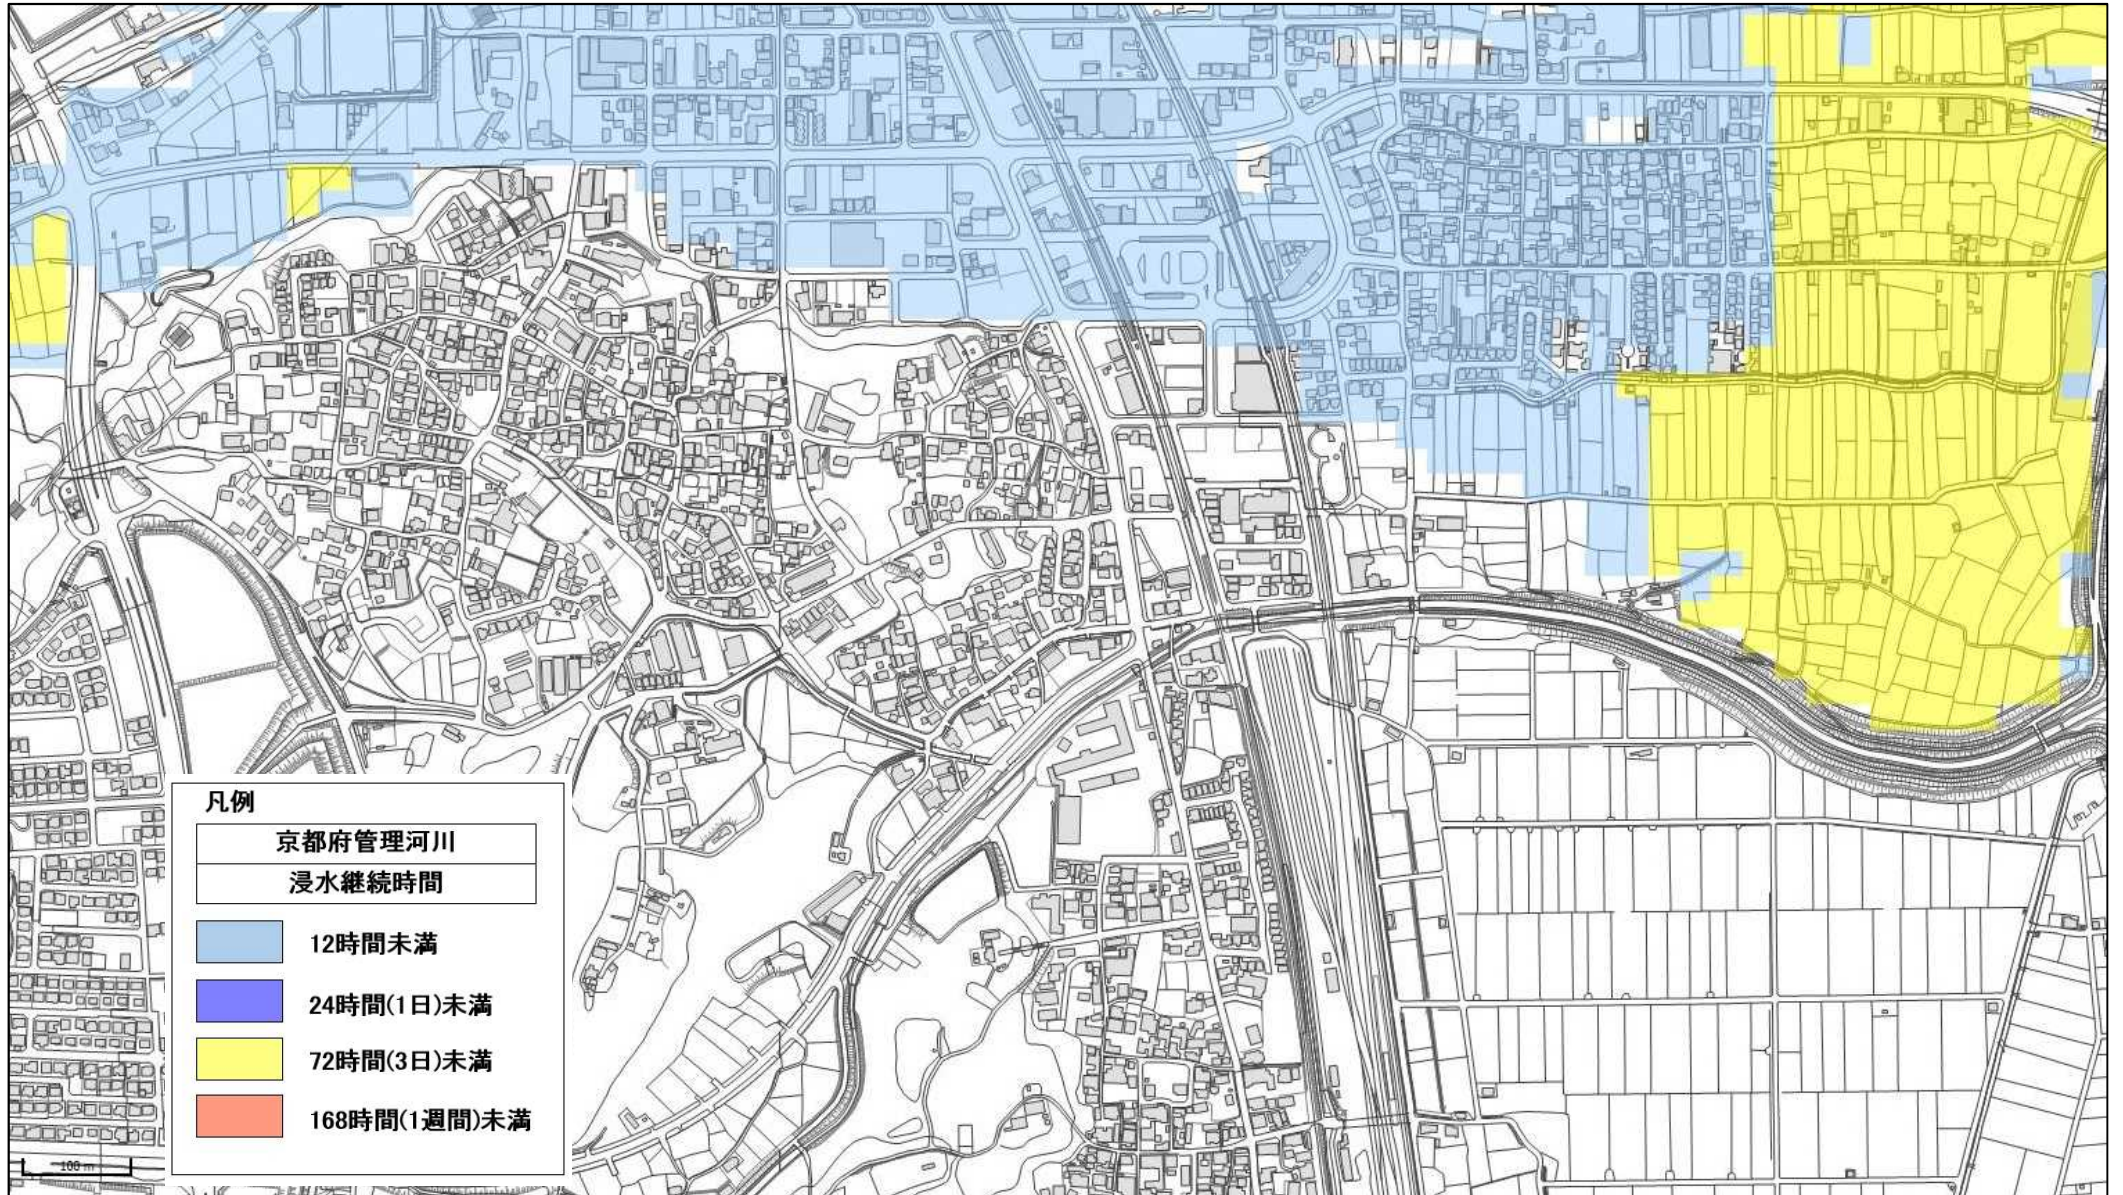 凡例
京都府管理河川
浸水継続時間
12時間未満
24時間(1日)未満
72時間(3日)未満
168時間(1週間)未満
100 m